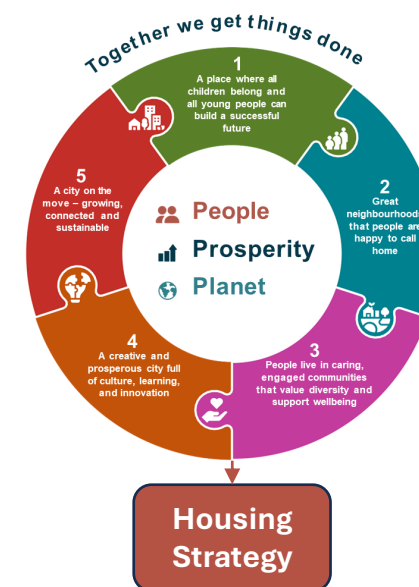 Together we get things done
1
A place where all
children belong and
all young people can
build a successful
future
2
Great
neighbourhoods
that people are
happy to call
home
3
People live in caring,
engaged communities
that value diversity and
support wellbeing
4
A creative and
prosperous city full
of culture, learning,
and innovation
5
A city on the
move – growing,
connected and
sustainable
People
Prosperity
Planet
Housing
Strategy